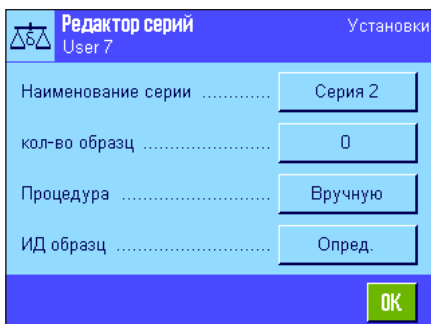 Редактор серий
Установки
User 7
Наименование серии ............ Серия 2
кол-во образц ........................ 0
Процедура ........................... Вручную
ИД образц ........................... Опред.
OK